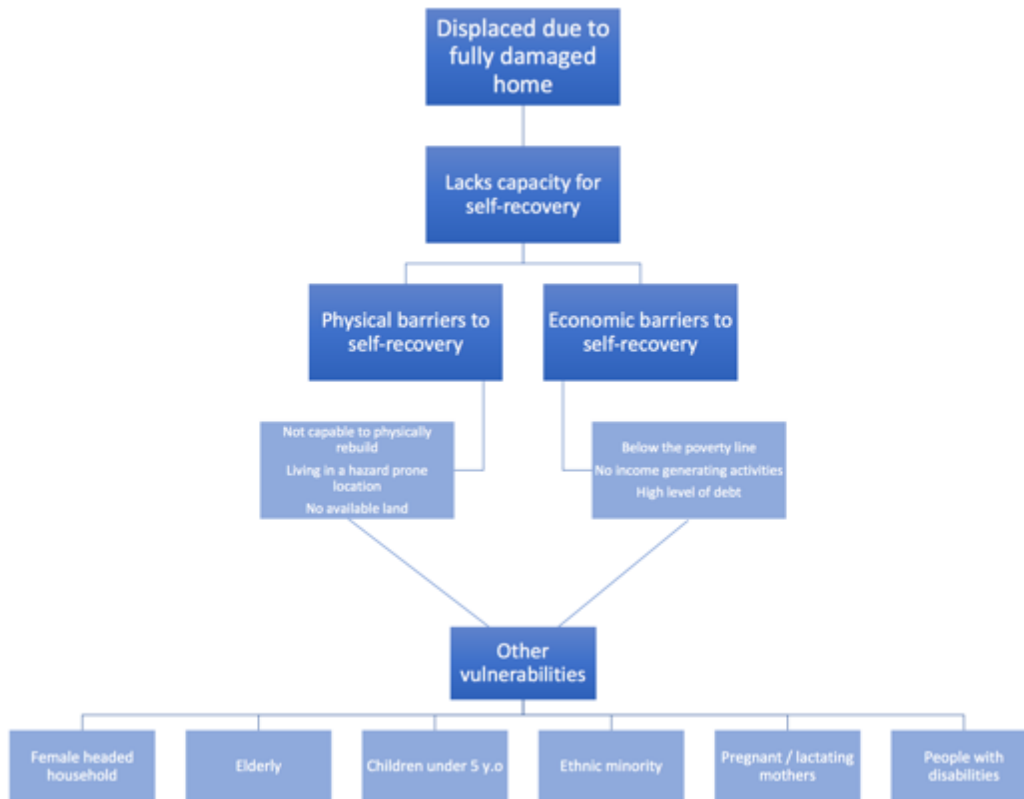 Displaced due to
fully damaged
home
Lacks capacity for
self-recovery
Physical barriers to
self-recovery
Economic barriers to
self-recovery
Not capable to physically
rebuild
Living in a hazard prone
location
No available land
Below the poverty line
No income generating activities
High level of debt
Other
vulnerabilities
Female headed
household
Elderly
Children under 5 y.o
Ethnic minority
Pregnant / lactating
mothers
People with
disabilities